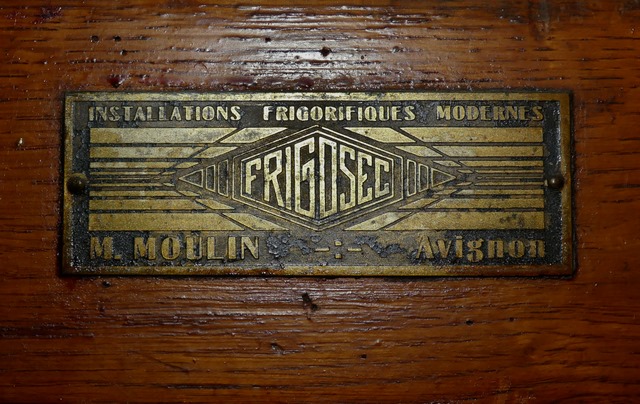 INSTALLATIONS FRIGORIFIQUES MODERNES
FRIGOSEC
M. MOULIN -:- Avignon